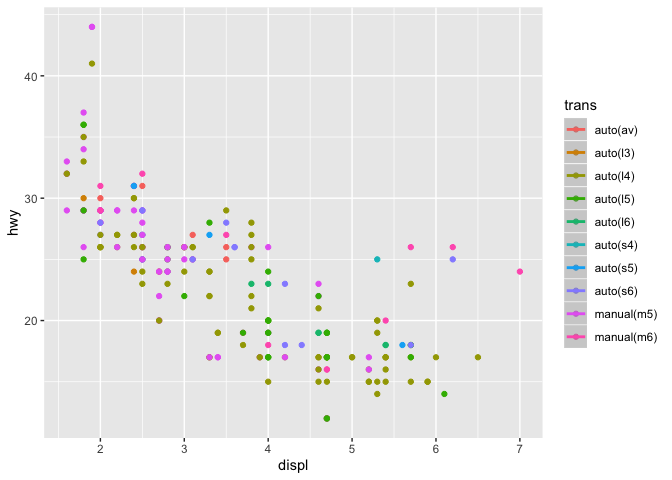 40
30
20
hwy
2 3 4 5 6 7
displ
trans
auto(av)
auto(l3)
auto(l4)
auto(l5)
auto(l6)
auto(s4)
auto(s5)
auto(s6)
manual(m5)
manual(m6)